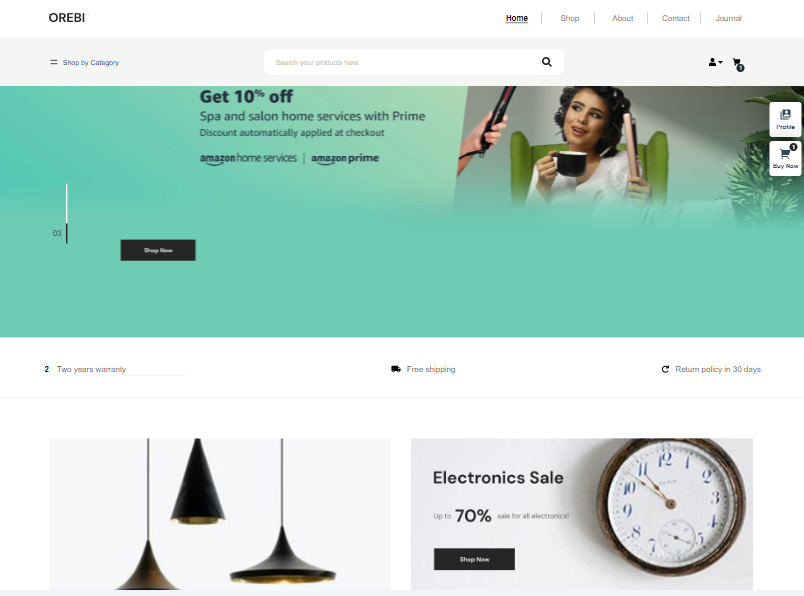 OREBI
Home
Shop
About
Contact
Journal
Shop by Category
Search your products here
1
Get 10% off
Spa and salon home services with Prime
Discount automatically applied at checkout
amazon home services | amazon prime
Profile
1
Buy Now
03
Shop Now
2 Two years warranty
Free shipping
Return policy in 30 days
Electronics Sale
Up to 70% sale for all electronics!
Shop Now